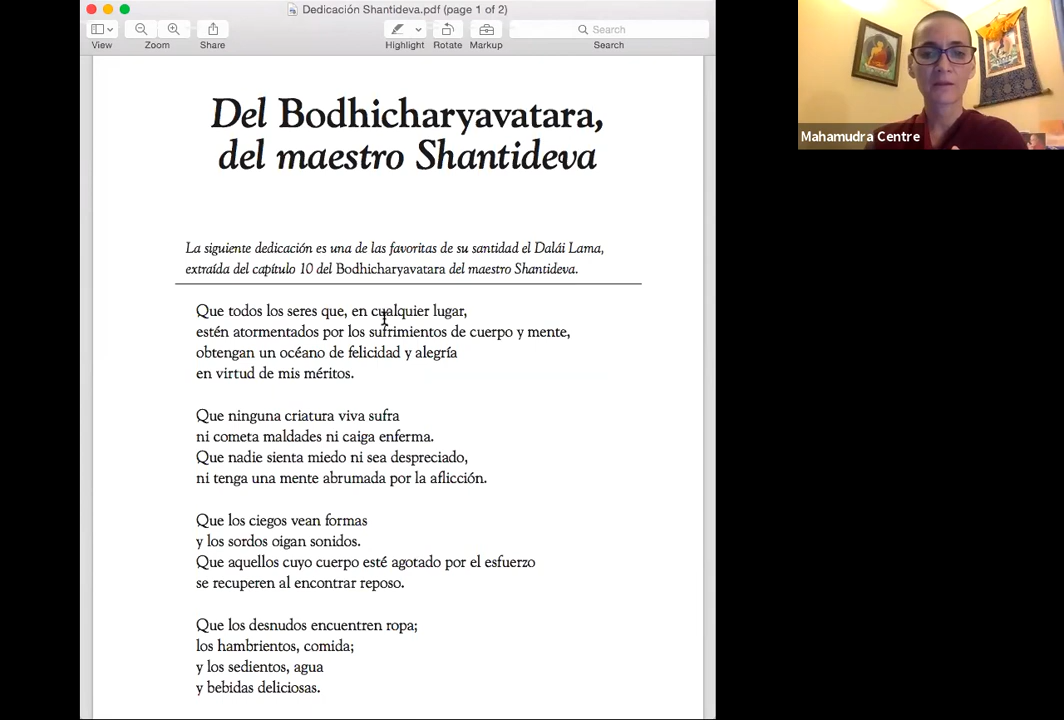 Dedicación Shantideva.pdf (page 1 of 2)
View
Zoom
Share
Highlight
Rotate
Markup
Search
Search
Del Bodhicharyavatara,
del maestro Shantideva
La siguiente dedicación es una de las favoritas de su santidad el Dalái Lama,
extraída del capítulo 10 del Bodhicharyavatara del maestro Shantideva.
Que todos los seres que, en cualquier lugar,
estén atormentados por los sufrimientos de cuerpo y mente,
obtengan un océano de felicidad y alegría
en virtud de mis méritos.
Que ninguna criatura viva sufra
ni cometa maldades ni caiga enferma.
Que nadie sienta miedo ni sea despreciado,
ni tenga una mente abrumada por la aflicción.
Que los ciegos vean formas
y los sordos oigan sonidos.
Que aquellos cuyo cuerpo esté agotado por el esfuerzo
se recuperen al encontrar reposo.
Que los desnudos encuentren ropa;
los hambrientos, comida;
y los sedientos, agua
y bebidas deliciosas.
Mahamudra Centre